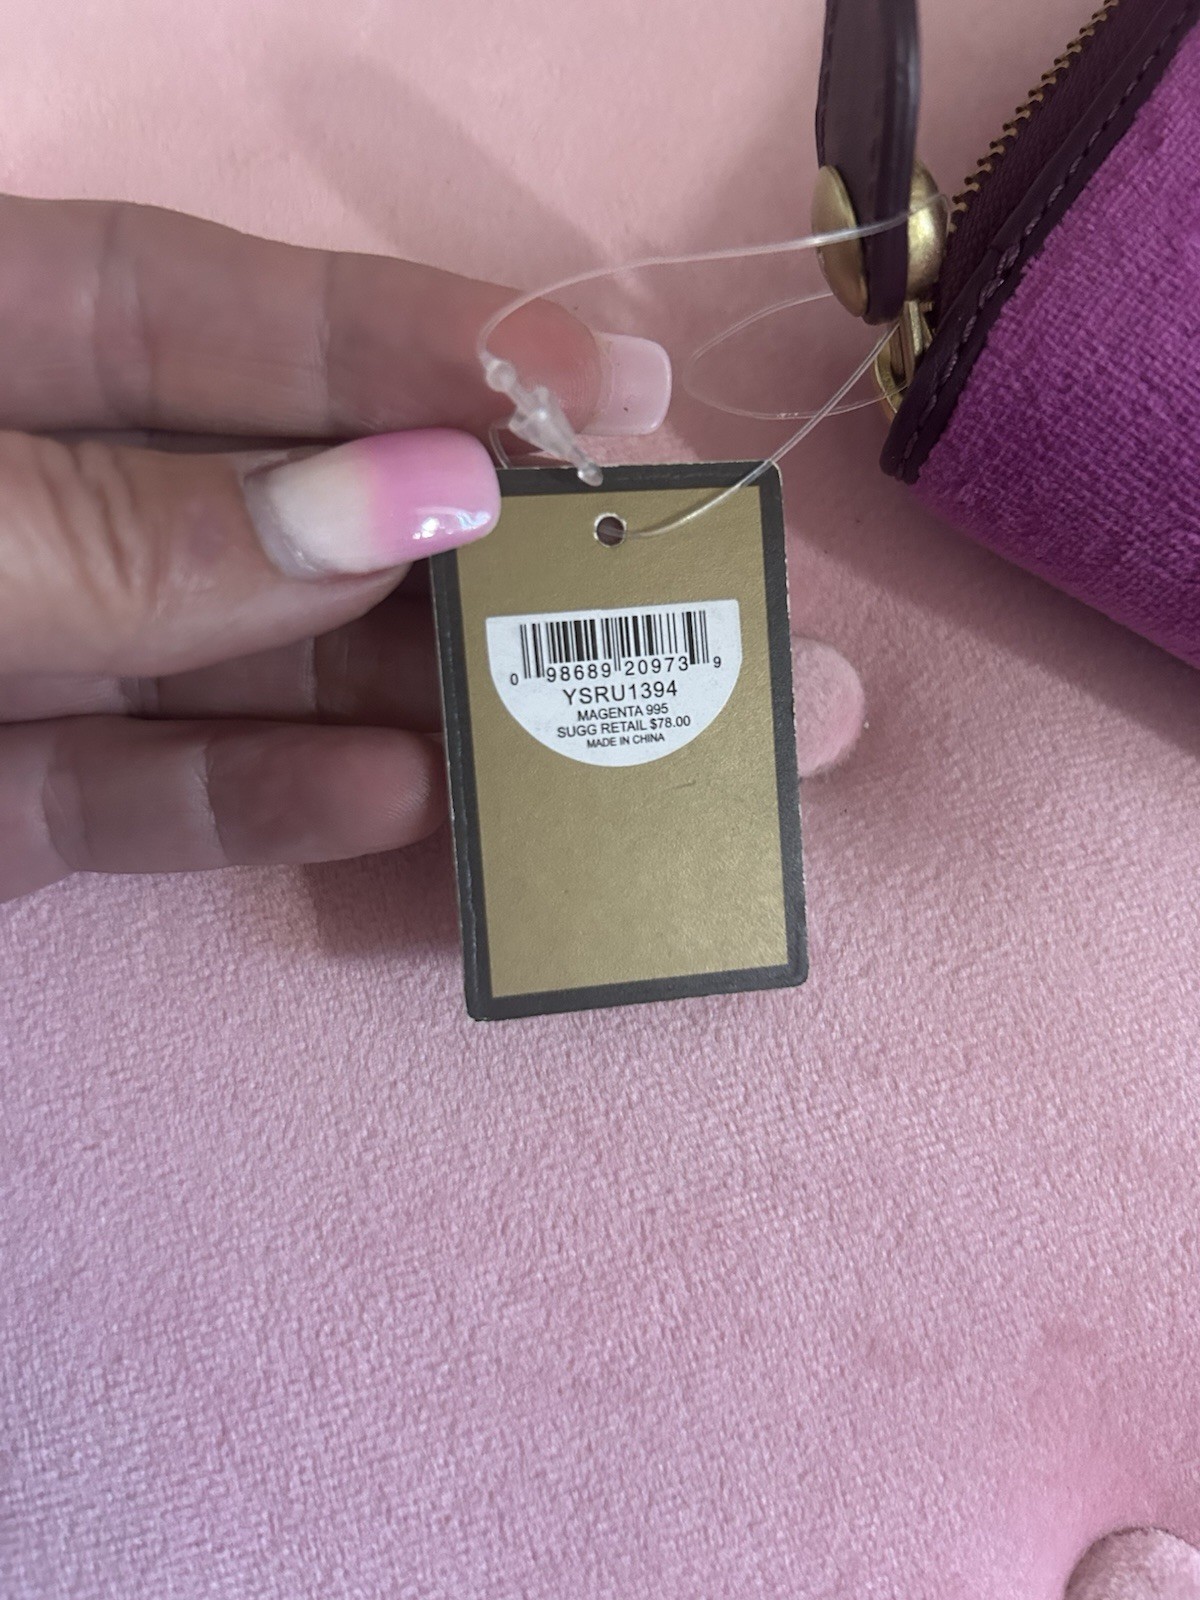 0 98689 20973 9
YSRU1394
MAGENTA 995
SUGG RETAIL $78.00
MADE IN CHINA